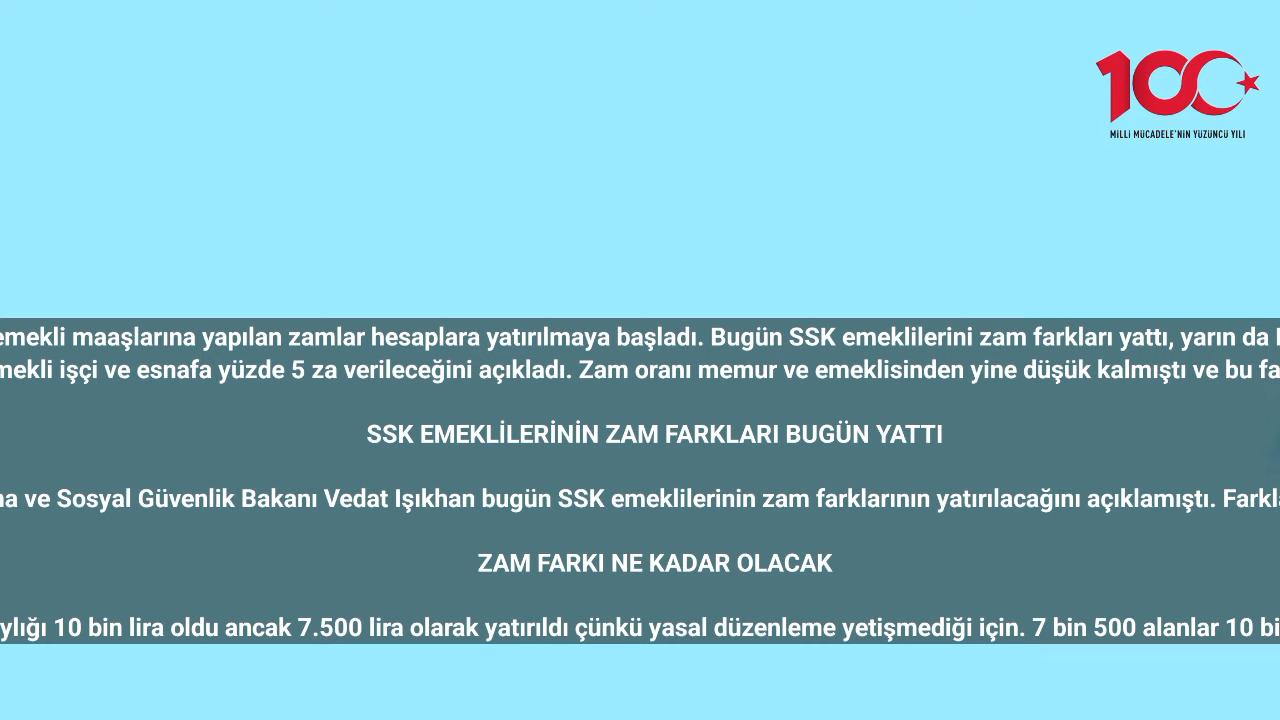 100
MİLLİ MÜCADELE'NİN YÜZÜNCÜ YILI
emekli maaşlarına yapılan zamlar hesaplara yatırılmaya başladı. Bugün SSK emeklilerini zam farkları yattı, yarın da
mekli işçi ve esnafa yüzde 5 za verileceğini açıkladı. Zam oranı memur ve emeklisinden yine düşük kalmıştı ve bu fa
SSK EMEKLİLERİNİN ZAM FARKLARI BUGÜN YATTI
na ve Sosyal Güvenlik Bakanı Vedat Işıkhan bugün SSK emeklilerinin zam farklarının yatırılacağını açıklamıştı. Farkla
ZAM FARKI NE KADAR OLACAK
ylığı 10 bin lira oldu ancak 7.500 lira olarak yatırıldı çünkü yasal düzenleme yetişmediği için. 7 bin 500 alanlar 10 bi